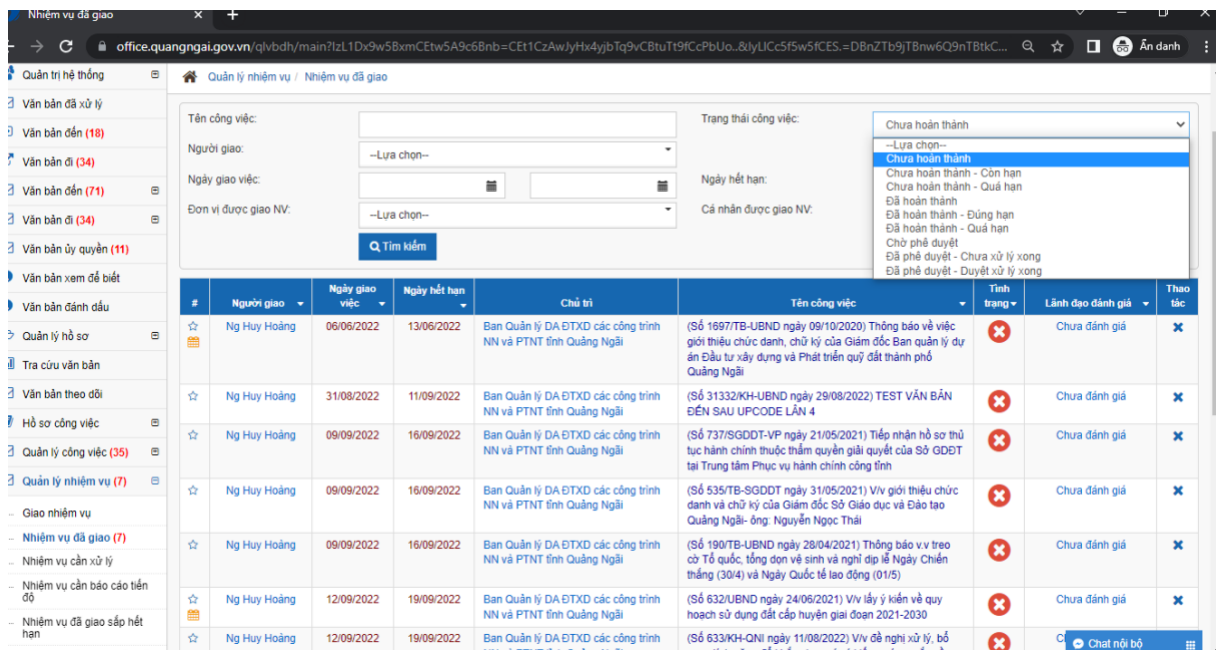 Nhiệm vụ đã giao
office.quangngai.gov.vn/qlvbdh/main?
Ẩn danh
Quản trị hệ thống
Văn bản đã xử lý
Văn bản đến (18)
Văn bản đi (34)
Văn bản đến (71)
Văn bản đi (34)
Văn bản ủy quyền (11)
Văn bản xem để biết
Văn bản đánh dấu
Quản lý hồ sơ
Tra cứu văn bản
Văn bản theo dõi
Hồ sơ công việc
Quản lý công việc (35)
Quản lý nhiệm vụ (7)
Giao nhiệm vụ
Nhiệm vụ đã giao (7)
Nhiệm vụ cần xử lý
Nhiệm vụ cần báo cáo tiến
độ
Nhiệm vụ đã giao sắp hết
hạn
Quản lý nhiệm vụ / Nhiệm vụ đã giao
Tên công việc:
Trạng thái công việc:
Chưa hoàn thành
Người giao:
--Lựa chọn--
Ngày giao việc:
Ngày hết hạn:
Đơn vị được giao NV:
--Lựa chọn--
Cá nhân được giao NV:
Tìm kiếm
--Lựa chọn--
Chưa hoàn thành
Chưa hoàn thành - Còn hạn
Chưa hoàn thành - Quá hạn
Đã hoàn thành
Đã hoàn thành - Đúng hạn
Đã hoàn thành - Quá hạn
Chờ phê duyệt
Đã phê duyệt - Chưa xử lý xong
Đã phê duyệt - Duyệt xử lý xong
# Người giao Ngày giao việc Ngày hết hạn Chủ trì Tên công việc Tình trạng Lãnh đạo đánh giá Thao tác
Ng Huy Hoàng 06/06/2022 13/06/2022 Ban Quản lý DA ĐTXD các công trình (Số 1697/TB-UBND ngày 09/10/2020) Thông báo về việc Chưa đánh giá
NN và PTNT tỉnh Quảng Ngãi giới thiệu chức danh, chữ ký của Giám đốc Ban quản lý dự
án Đầu tư xây dựng và Phát triển quỹ đất thành phố
Quảng Ngãi
Ng Huy Hoàng 31/08/2022 11/09/2022 Ban Quản lý DA ĐTXD các công trình (Số 31332/KH-UBND ngày 29/08/2022) TEST VĂN BẢN Chưa đánh giá
NN và PTNT tỉnh Quảng Ngãi ĐẾN SAU UPCODE LẦN 4
Ng Huy Hoàng 09/09/2022 16/09/2022 Ban Quản lý DA ĐTXD các công trình (Số 737/SGDDT-VP ngày 21/05/2021) Tiếp nhận hồ sơ thủ Chưa đánh giá
NN và PTNT tỉnh Quảng Ngãi tục hành chính thuộc thẩm quyền giải quyết của Sở GDĐT
tại Trung tâm Phục vụ hành chính công tỉnh
Ng Huy Hoàng 09/09/2022 16/09/2022 Ban Quản lý DA ĐTXD các công trình (Số 535/TB-SGDDT ngày 31/05/2021) V/v giới thiệu chức Chưa đánh giá
NN và PTNT tỉnh Quảng Ngãi danh và chữ ký của Giám đốc Sở Giáo dục và Đào tạo
Quảng Ngãi- ông: Nguyễn Ngọc Thái
Ng Huy Hoàng 09/09/2022 16/09/2022 Ban Quản lý DA ĐTXD các công trình (Số 190/TB-UBND ngày 28/04/2021) Thông báo v.v treo Chưa đánh giá
NN và PTNT tỉnh Quảng Ngãi cờ Tổ quốc, tổng dọn vệ sinh và nghỉ dịp lễ Ngày Chiến
thắng (30/4) và Ngày Quốc tế lao động (01/5)
Ng Huy Hoàng 12/09/2022 19/09/2022 Ban Quản lý DA ĐTXD các công trình (Số 632/UBND ngày 24/06/2021) V/v lấy ý kiến về quy Chưa đánh giá
NN và PTNT tỉnh Quảng Ngãi hoạch sử dụng đất cấp huyện giai đoạn 2021-2030
Ng Huy Hoàng 12/09/2022 19/09/2022 Ban Quản lý DA ĐTXD các công trình (Số 633/KH-QNI ngày 11/08/2022) V/v đề nghị xử lý, bổ
Chat nội bộ